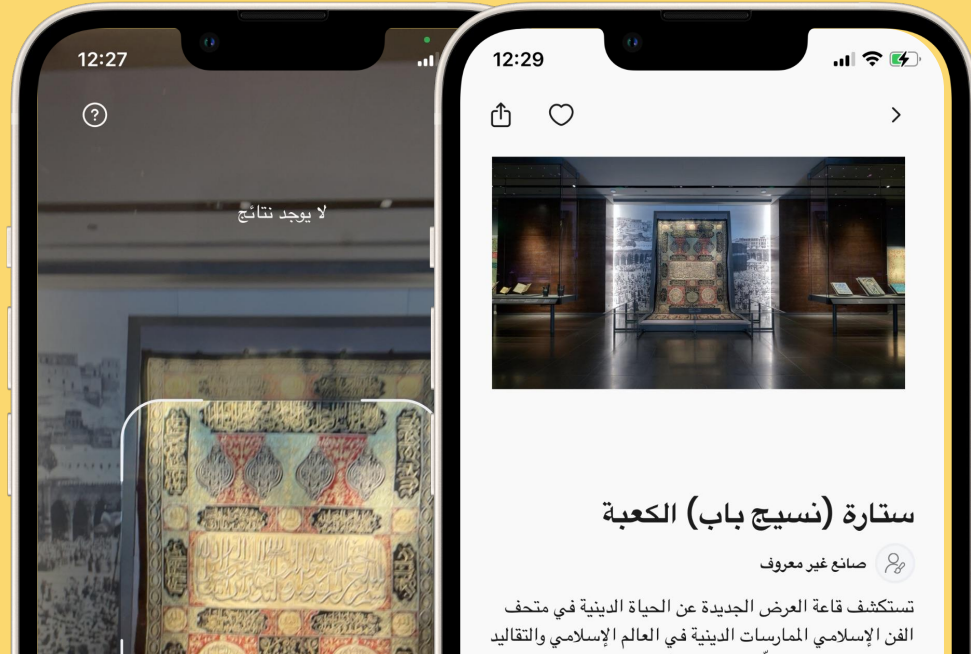 12:27
لا يوجد نتائج
12:29
ستارة (نسيج باب) الكعبة
صانع غير معروف
تستكشف قاعة العرض الجديدة عن الحياة الدينية في متحف
الفن الإسلامي الممارسات الدينية في العالم الإسلامي والتقاليد